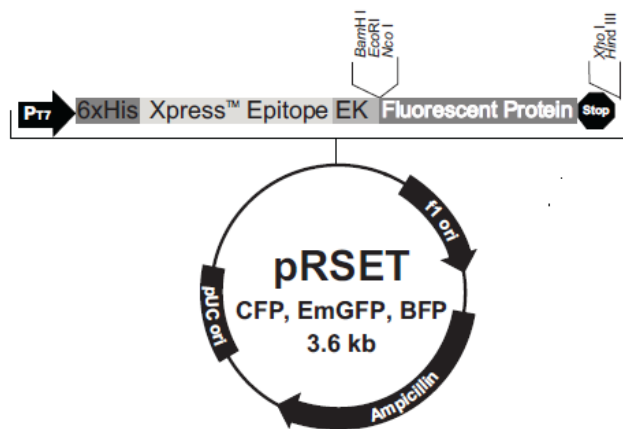 BamH I
EcoRI
Nco I
Xho I
Hind III
PT7 6xHis Xpress™ Epitope EK Fluorescent Protein Stop
f1 ori
pRSET
CFP, EmGFP, BFP
3.6 kb
pUC ori
Ampicillin